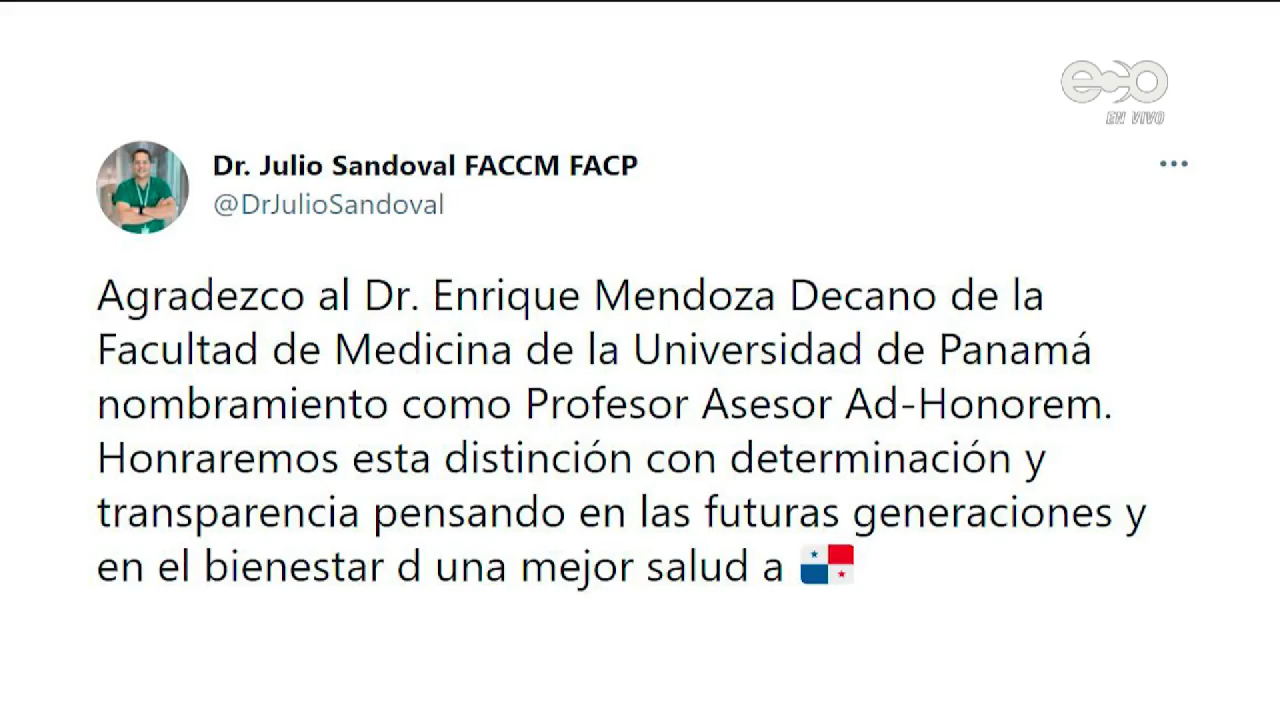 eco
EN VIVO
Dr. Julio Sandoval FACCM FACP
@DrJulioSandoval
Agradezco al Dr. Enrique Mendoza Decano de la
Facultad de Medicina de la Universidad de Panamá
nombramiento como Profesor Asesor Ad-Honorem.
Honraremos esta distinción con determinación y
transparencia pensando en las futuras generaciones y
en el bienestar d una mejor salud a 🇵🇦